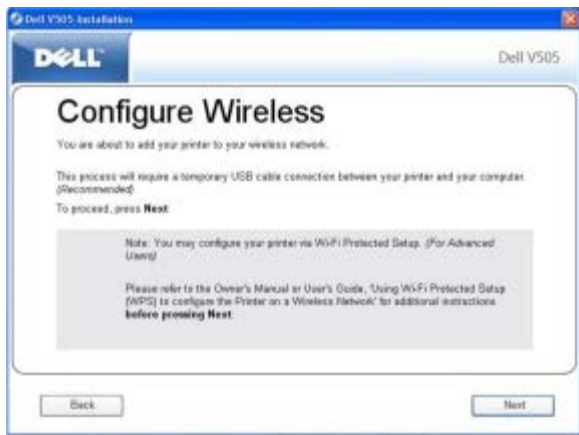 Dell V505 Installation
DELL
Dell V505
Configure Wireless
You are about to add your printer to your wireless network.
This process will require a temporary USB cable connection between your printer and your computer.
(Recommended)
To proceed, press Next
Note: You may configure your printer via Wi-Fi Protected Setup. (For Advanced
Users)
Please refer to the Owner's Manual or User's Guide, 'Using Wi-Fi Protected Setup
(WPS) to configure the Printer on a Wireless Network' for additional instructions
before pressing Next.
Back
Next